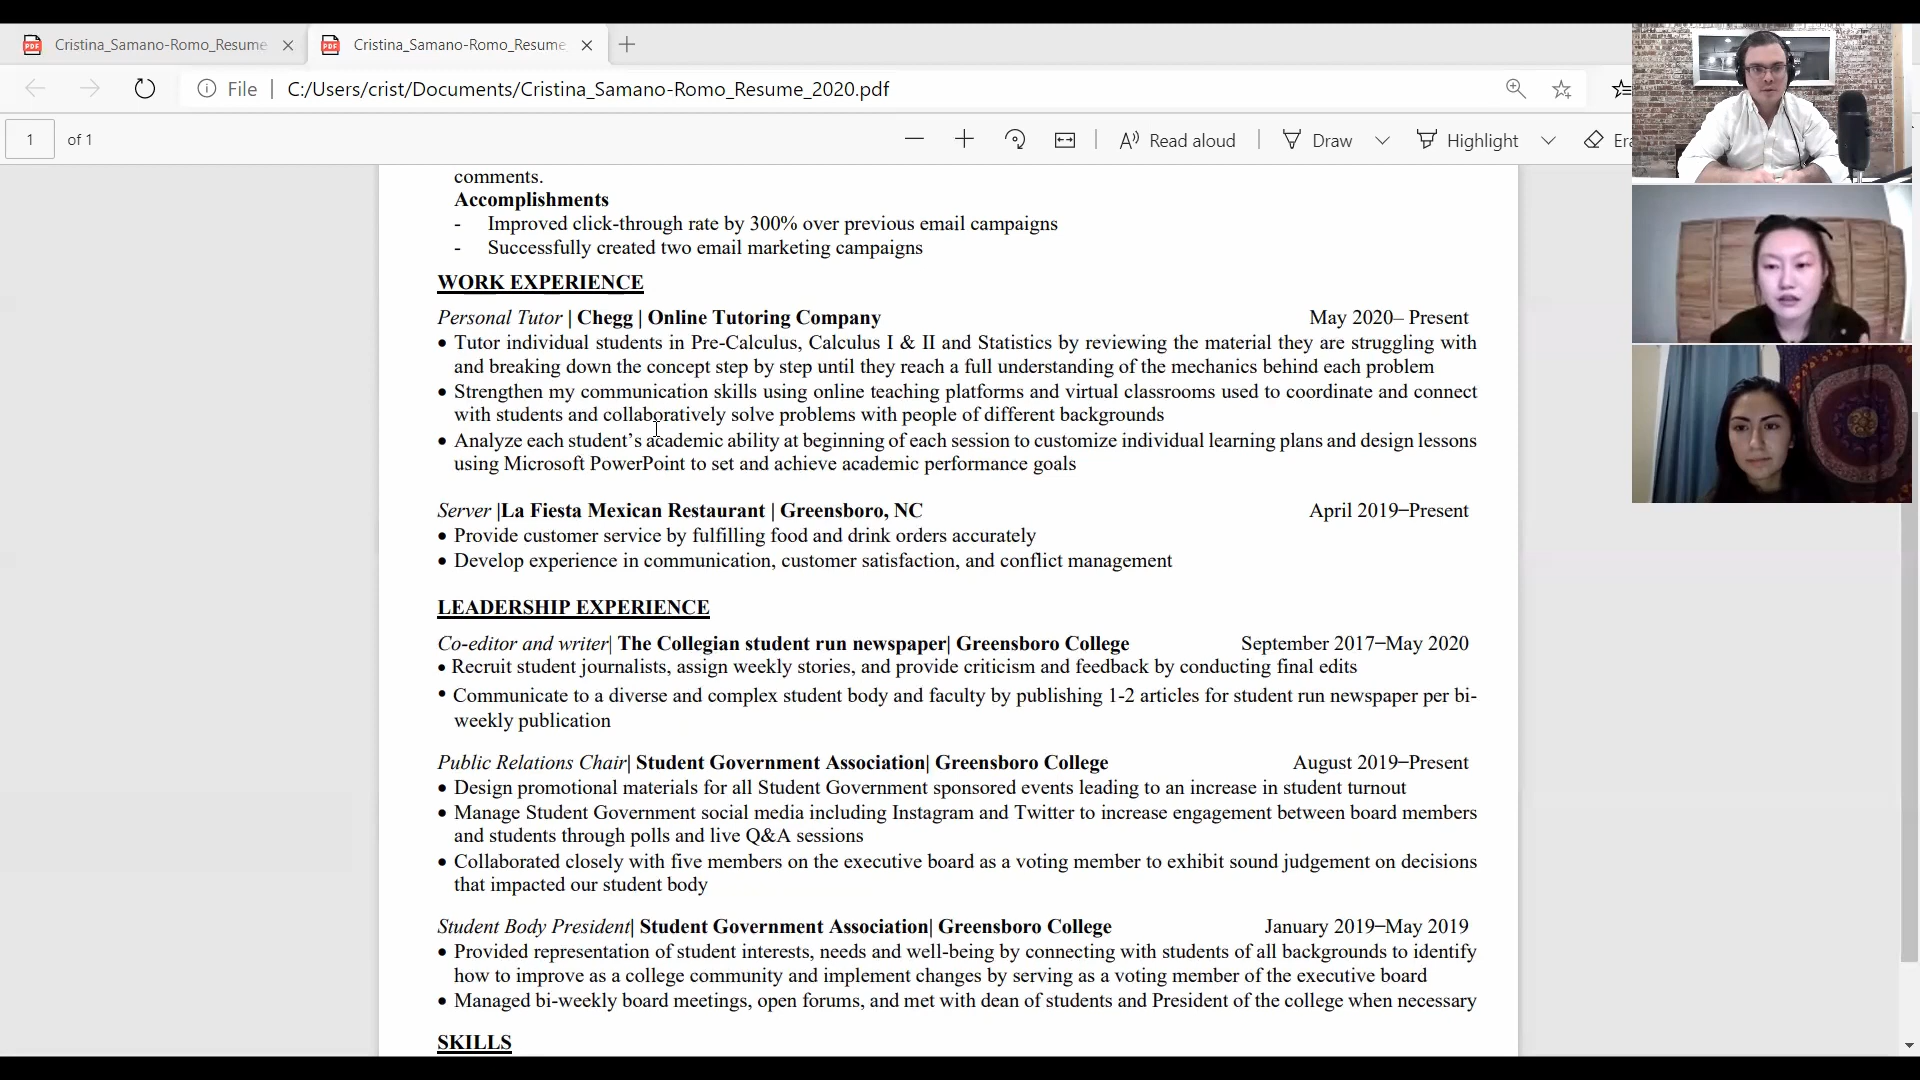 Cristina_Samano-Romo_Resume
Cristina_Samano-Romo_Resume
File | C:/Users/crist/Documents/Cristina_Samano-Romo_Resume_2020.pdf
1 of 1
Read aloud | Draw Highlight Era
comments.
Accomplishments
- Improved click-through rate by 300% over previous email campaigns
- Successfully created two email marketing campaigns
WORK EXPERIENCE
Personal Tutor | Chegg | Online Tutoring Company May 2020– Present
• Tutor individual students in Pre-Calculus, Calculus I & II and Statistics by reviewing the material they are struggling with
and breaking down the concept step by step until they reach a full understanding of the mechanics behind each problem
• Strengthen my communication skills using online teaching platforms and virtual classrooms used to coordinate and connect
with students and collaboratively solve problems with people of different backgrounds
• Analyze each student’s academic ability at beginning of each session to customize individual learning plans and design lessons
using Microsoft PowerPoint to set and achieve academic performance goals
Server |La Fiesta Mexican Restaurant | Greensboro, NC April 2019–Present
• Provide customer service by fulfilling food and drink orders accurately
• Develop experience in communication, customer satisfaction, and conflict management
LEADERSHIP EXPERIENCE
Co-editor and writer| The Collegian student run newspaper| Greensboro College September 2017–May 2020
• Recruit student journalists, assign weekly stories, and provide criticism and feedback by conducting final edits
• Communicate to a diverse and complex student body and faculty by publishing 1-2 articles for student run newspaper per bi-
weekly publication
Public Relations Chair| Student Government Association| Greensboro College August 2019–Present
• Design promotional materials for all Student Government sponsored events leading to an increase in student turnout
• Manage Student Government social media including Instagram and Twitter to increase engagement between board members
and students through polls and live Q&A sessions
• Collaborated closely with five members on the executive board as a voting member to exhibit sound judgement on decisions
that impacted our student body
Student Body President| Student Government Association| Greensboro College January 2019–May 2019
• Provided representation of student interests, needs and well-being by connecting with students of all backgrounds to identify
how to improve as a college community and implement changes by serving as a voting member of the executive board
• Managed bi-weekly board meetings, open forums, and met with dean of students and President of the college when necessary
SKILLS